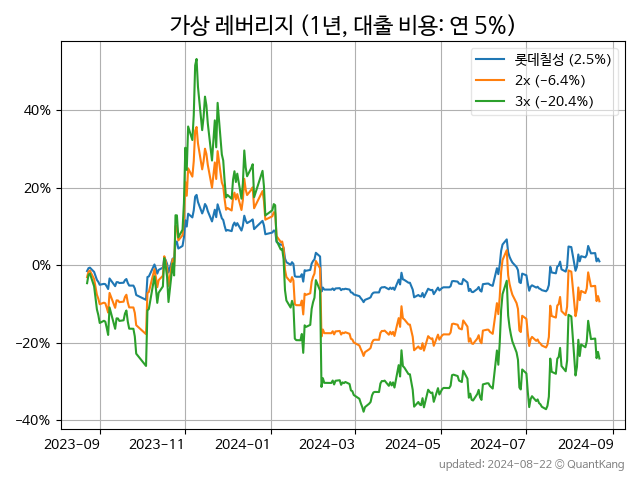 가상 레버리지 (1년, 대출 비용: 연 5%)
롯데칠성 (2.5%)
2x (−6.4%)
3x (−20.4%)
40%
20%
0%
−20%
−40%
2023-09 2023-11 2024-01 2024-03 2024-05 2024-07 2024-09
updated: 2024-08-22 © QuantKang